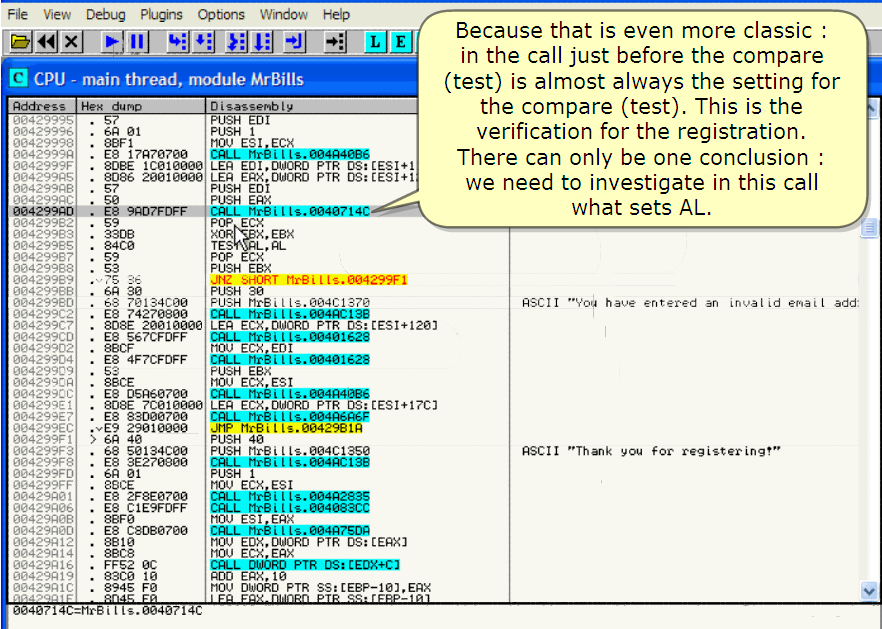 File View Debug Plugins Options Window Help
L E
Because that is even more classic :
in the call just before the compare
(test) is almost always the setting for
the compare (test). This is the
verification for the registration.
There can only be one conclusion :
we need to investigate in this call
what sets AL.
C CPU - main thread, module MrBills
Address Hex dump Disassembly
00429995 . 57 PUSH EDI
00429996 . 6A 01 PUSH 1
00429998 . 8BF1 MOV ESI,ECX
0042999A . E8 17A70700 CALL MrBills.004A40B6
0042999F . 8DBE 1C010000 LEA EDI,DWORD PTR DS:[ESI+1
004299A5 . 8D86 20010000 LEA EAX,DWORD PTR DS:[ESI+1
004299AB . 57 PUSH EDI
004299AC . 50 PUSH EAX
004299AD . E8 9AD7FDFF CALL MrBills.0040714C
004299B2 . 59 POP ECX
004299B3 . 33DB XOR EBX,EBX
004299B5 . 84C0 TEST AL,AL
004299B7 . 59 POP ECX
004299B8 . 53 PUSH EBX
004299B9 .v75 36 JNZ SHORT MrBills.004299F1
004299BB . 6A 30 PUSH 30
004299BD . 68 70134C00 PUSH MrBills.004C1370 ASCII "You have entered an invalid email add
004299C2 . E8 74270800 CALL MrBills.004AC13B
004299C7 . 8D8E 20010000 LEA ECX,DWORD PTR DS:[ESI+120]
004299CD . E8 567CFDFF CALL MrBills.00401628
004299D2 . 8BCF MOV ECX,EDI
004299D4 . E8 4F7CFDFF CALL MrBills.00401628
004299D9 . 53 PUSH EBX
004299DA . 8BCE MOV ECX,ESI
004299DC . E8 D5A60700 CALL MrBills.004A40B6
004299E1 . 8D8E 7C010000 LEA ECX,DWORD PTR DS:[ESI+17C]
004299E7 . E8 83D00700 CALL MrBills.004A6A6F
004299EC .vE9 29010000 JMP MrBills.00429B1A
004299F1 > 6A 40 PUSH 40
004299F3 . 68 50134C00 PUSH MrBills.004C1350 ASCII "Thank you for registering!"
004299F8 . E8 3E270800 CALL MrBills.004AC13B
004299FD . 6A 01 PUSH 1
004299FF . 8BCE MOV ECX,ESI
00429A01 . E8 2F8E0700 CALL MrBills.004A2835
00429A06 . E8 C1E9FDFF CALL MrBills.004083CC
00429A0B . 8BF0 MOV ESI,EAX
00429A0D . E8 C8DB0700 CALL MrBills.004A75DA
00429A12 . 8B10 MOV EDX,DWORD PTR DS:[EAX]
00429A14 . 8BC8 MOV ECX,EAX
00429A16 . FF52 0C CALL DWORD PTR DS:[EDX+C]
00429A19 . 83C0 10 ADD EAX,10
00429A1C . 8945 F0 MOV DWORD PTR SS:[EBP-10],EAX
00429A1F . 8D45 F0 LEA EAX,DWORD PTR SS:[EBP-10]
0040714C=MrBills.0040714C